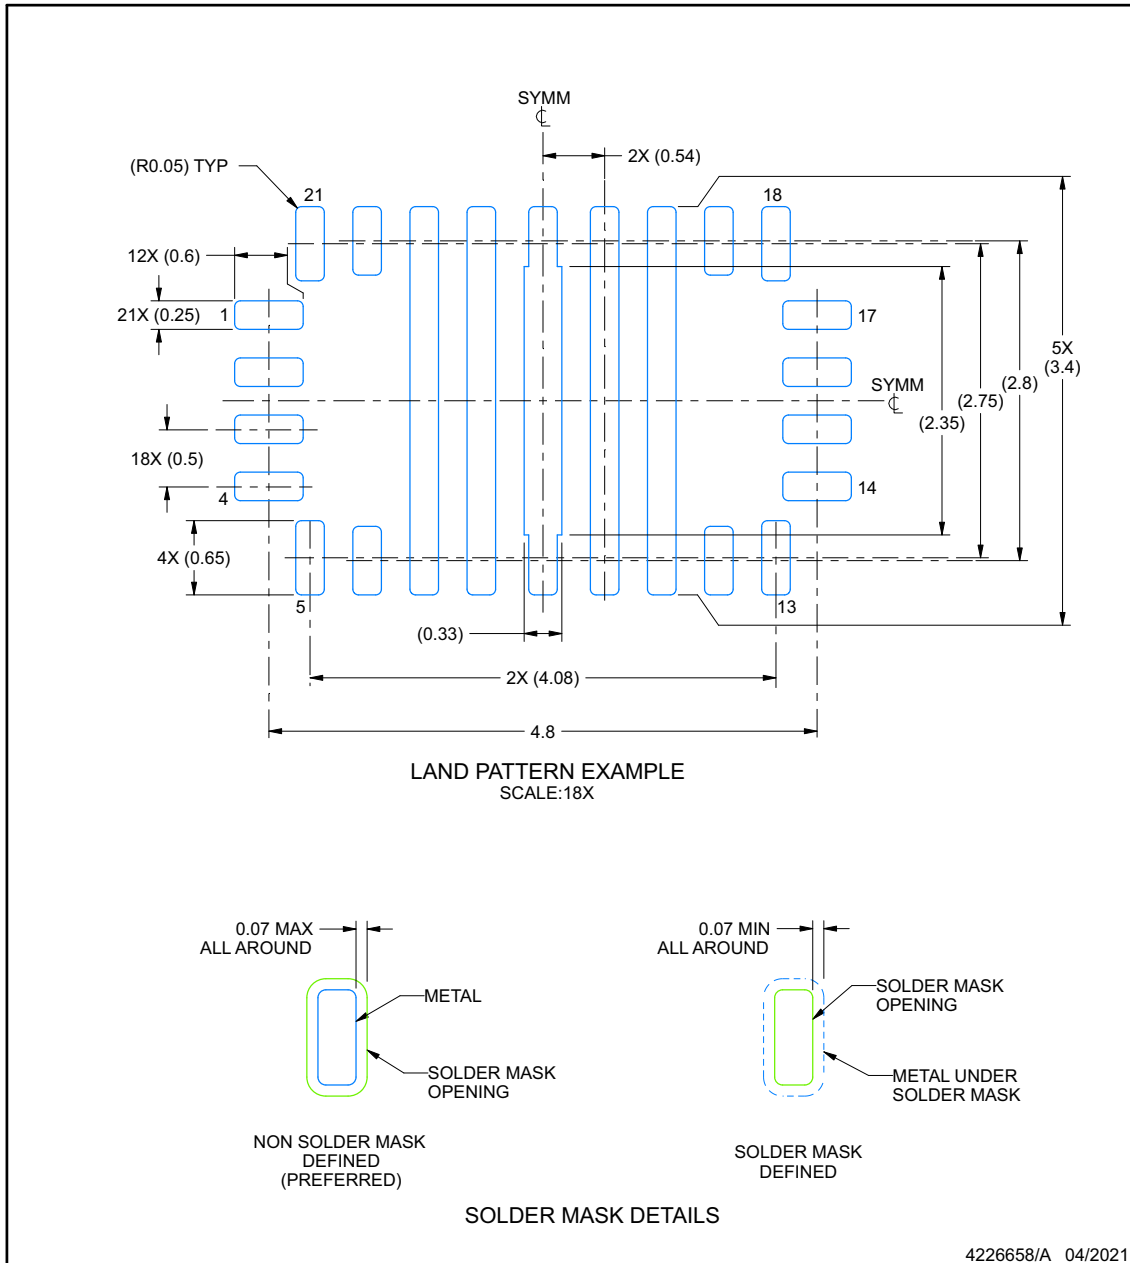 SYMM
2X (0.54)
(R0.05) TYP
21
18
12X (0.6)
21X (0.25)
1
17
5X
(3.4)
SYMM
(2.8)
(2.75)
(2.35)
18X (0.5)
4
14
4X (0.65)
5
13
(0.33)
2X (4.08)
4.8
LAND PATTERN EXAMPLE
SCALE:18X
0.07 MAX
ALL AROUND
METAL
SOLDER MASK
OPENING
NON SOLDER MASK
DEFINED
(PREFERRED)
0.07 MIN
ALL AROUND
SOLDER MASK
OPENING
METAL UNDER
SOLDER MASK
SOLDER MASK
DEFINED
SOLDER MASK DETAILS
4226658/A 04/2021